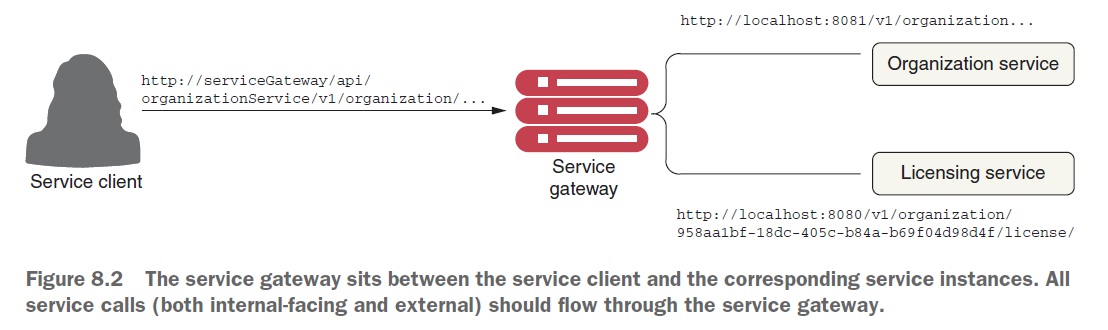 http://localhost:8081/v1/organization...
http://serviceGateway/api/
organizationService/v1/organization/...
Organization service
Service client
Service
gateway
Licensing service
http://localhost:8080/v1/organization/
958aa1bf-18dc-405c-b84a-b69f04d98d4f/license/
Figure 8.2 The service gateway sits between the service client and the corresponding service instances. All
service calls (both internal-facing and external) should flow through the service gateway.